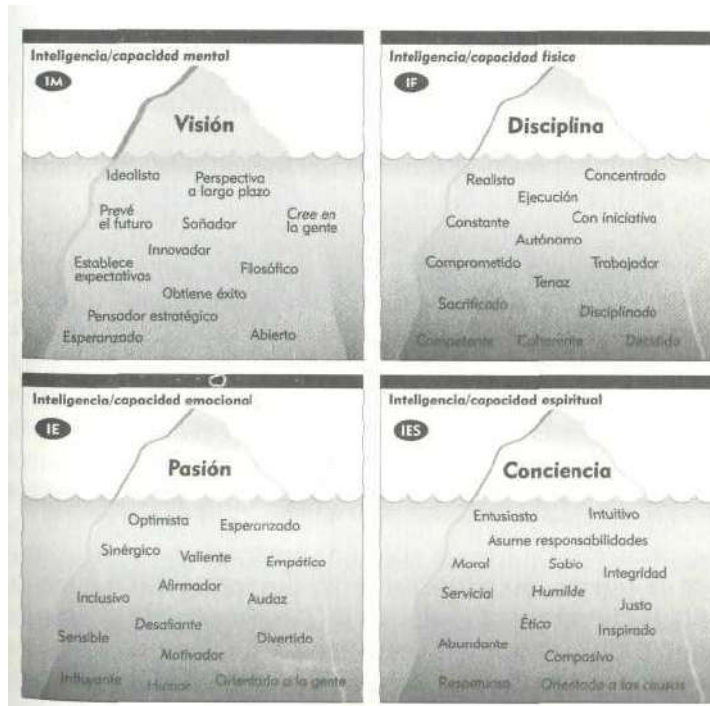 Inteligencia/capacidad mental
IM
Visión
Idealista
Perspectiva
a largo plazo
Prevé
el futuro
Soñador
Cree en
la gente
Innovador
Establece
expectativas
Filosófico
Obtiene éxito
Pensador estratégico
Esperanzado
Abierto
Inteligencia/capacidad física
IF
Disciplina
Realista
Concentrado
Ejecución
Constante
Con iniciativa
Autónomo
Comprometido
Trabajador
Tenaz
Sacrificado
Disciplinado
Competente
Coherente
Decidido
Inteligencia/capacidad emocional
IE
Pasión
Optimista
Esperanzado
Sinérgico
Valiente
Empático
Afirmador
Inclusivo
Audaz
Desafiante
Sensible
Divertido
Motivador
Influyente
Humor
Orientado a la gente
Inteligencia/capacidad espiritual
IES
Conciencia
Entusiasta
Intuitivo
Asume responsabilidades
Moral
Sabio
Integridad
Servicial
Humilde
Justo
Ético
Inspirado
Abundante
Compasivo
Respetuoso
Orientado a las causas